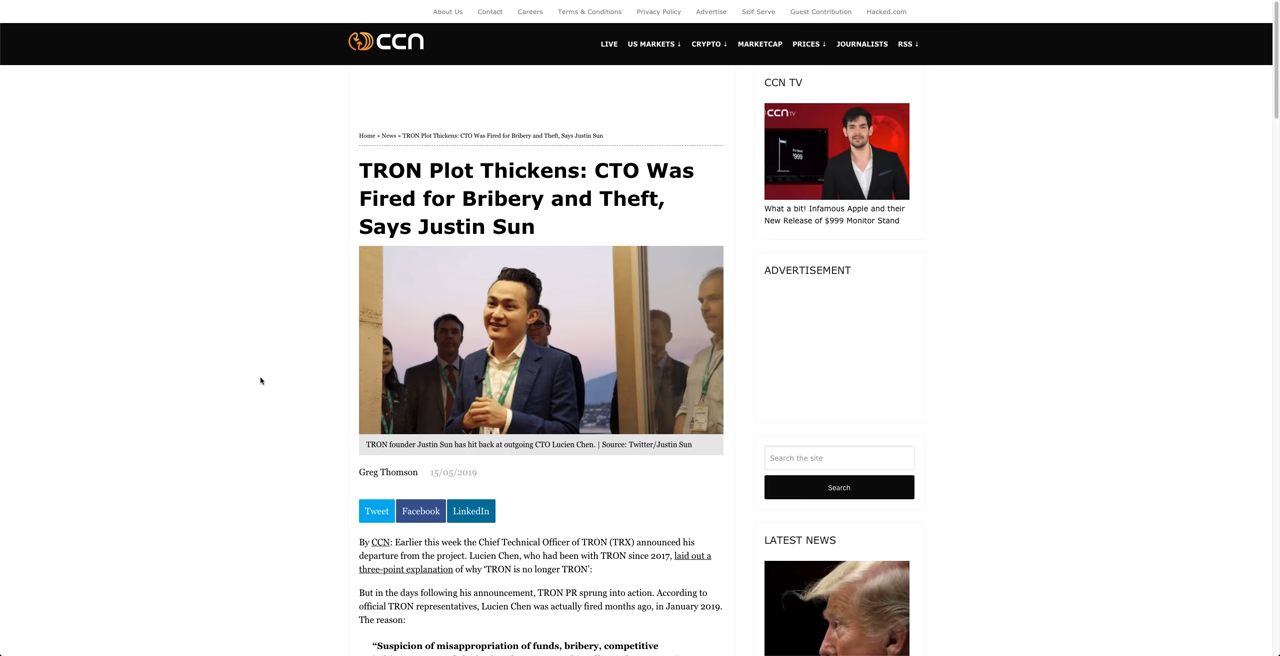 About Us Contact Careers Terms & Conditions Privacy Policy Advertise Self Serve Guest Contribution Hacked.com
CCN
LIVE US MARKETS ↓ CRYPTO ↓ MARKETCAP PRICES ↓ JOURNALISTS RSS ↓
Home » News » TRON Plot Thickens: CTO Was Fired for Bribery and Theft, Says Justin Sun
TRON Plot Thickens: CTO Was
Fired for Bribery and Theft,
Says Justin Sun
TRON founder Justin Sun has hit back at outgoing CTO Lucien Chen. | Source: Twitter/Justin Sun
Greg Thomson 15/05/2019
Tweet Facebook LinkedIn
By CCN: Earlier this week the Chief Technical Officer of TRON (TRX) announced his
departure from the project. Lucien Chen, who had been with TRON since 2017, laid out a
three-point explanation of why ‘TRON is no longer TRON’:
But in the days following his announcement, TRON PR sprung into action. According to
official TRON representatives, Lucien Chen was actually fired months ago, in January 2019.
The reason:
“Suspicion of misappropriation of funds, bribery, competitive
CCN TV
CCN TV
$999
What a bit! Infamous Apple and their
New Release of $999 Monitor Stand
ADVERTISEMENT
Search the site
Search
LATEST NEWS